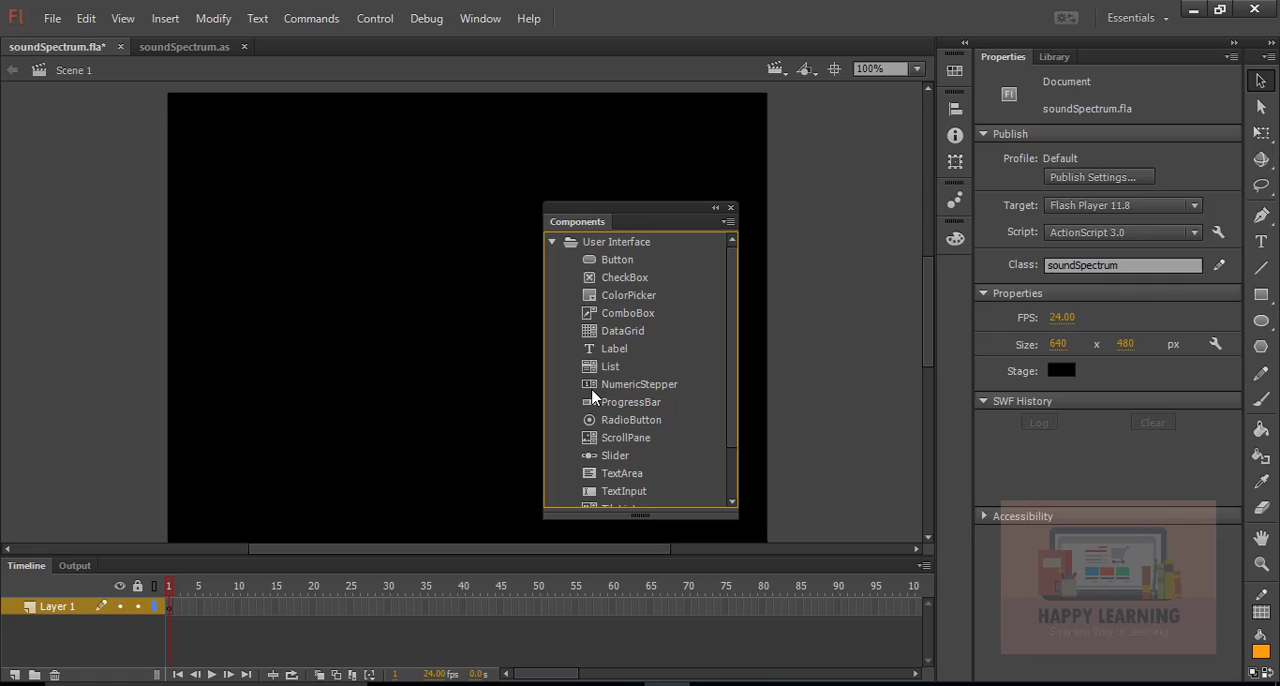 Fl File Edit View Insert Modify Text Commands Control Debug Window Help Essentials
soundSpectrum.fla* × soundSpectrum.as ×
Scene 1 100%
Components
User Interface
Button
CheckBox
ColorPicker
ComboBox
DataGrid
Label
List
NumericStepper
ProgressBar
RadioButton
ScrollPane
Slider
TextArea
TextInput
Properties Library
Document
Fl soundSpectrum.fla
Publish
Profile: Default
Publish Settings...
Target: Flash Player 11.8
Script: ActionScript 3.0
Class: soundSpectrum
Properties
FPS: 24.00
Size: 640 x 480 px
Stage:
SWF History
Log Clear
Accessibility
HAPPY LEARNING
Timeline Output
1 5 10 15 20 25 30 35 40 45 50 55 60 65 70 75 80 85 90 95 10
Layer 1
1 24.00 fps 0.0 s